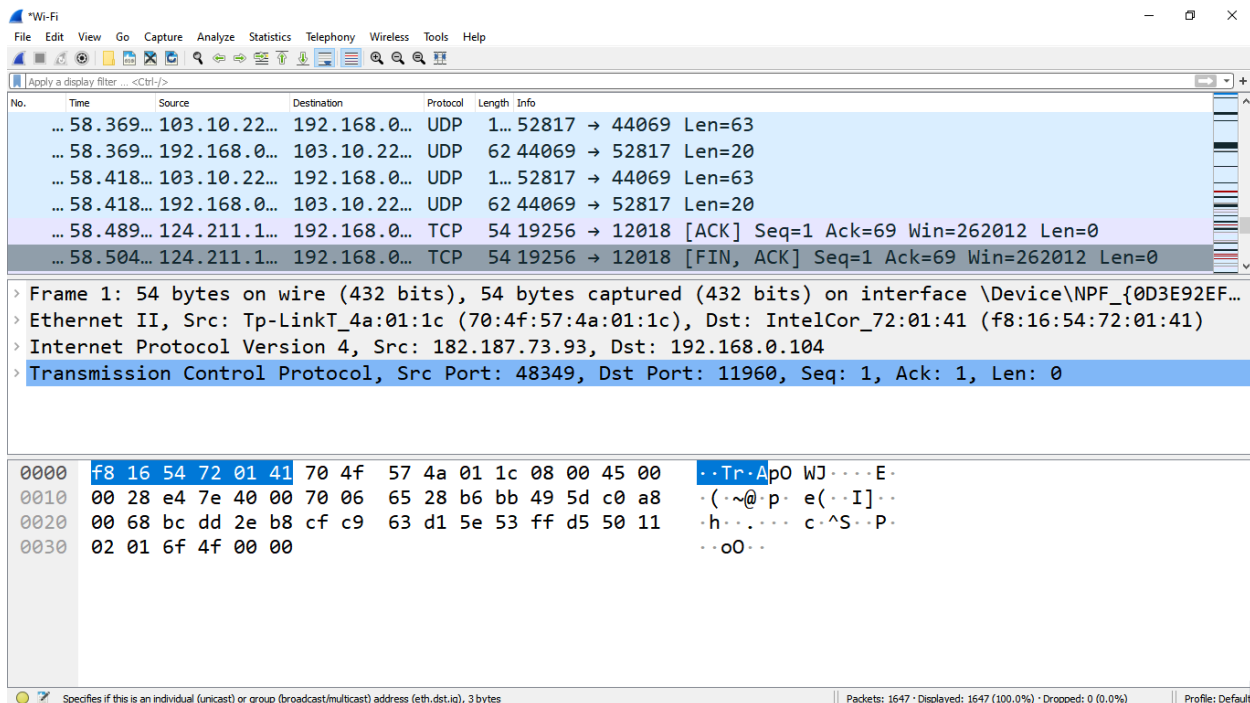 *Wi-Fi
File Edit View Go Capture Analyze Statistics Telephony Wireless Tools Help
Apply a display filter ... <Ctrl-/>
No. Time Source Destination Protocol Length Info
… 58.369… 103.10.22… 192.168.0… UDP 1… 52817 → 44069 Len=63
… 58.369… 192.168.0… 103.10.22… UDP 62 44069 → 52817 Len=20
… 58.418… 103.10.22… 192.168.0… UDP 1… 52817 → 44069 Len=63
… 58.418… 192.168.0… 103.10.22… UDP 62 44069 → 52817 Len=20
… 58.489… 124.211.1… 192.168.0… TCP 54 19256 → 12018 [ACK] Seq=1 Ack=69 Win=262012 Len=0
… 58.504… 124.211.1… 192.168.0… TCP 54 19256 → 12018 [FIN, ACK] Seq=1 Ack=69 Win=262012 Len=0
Frame 1: 54 bytes on wire (432 bits), 54 bytes captured (432 bits) on interface \Device\NPF_{0D3E92EF…
Ethernet II, Src: Tp-LinkT_4a:01:1c (70:4f:57:4a:01:1c), Dst: IntelCor_72:01:41 (f8:16:54:72:01:41)
Internet Protocol Version 4, Src: 182.187.73.93, Dst: 192.168.0.104
Transmission Control Protocol, Src Port: 48349, Dst Port: 11960, Seq: 1, Ack: 1, Len: 0
0000 f8 16 54 72 01 41 70 4f 57 4a 01 1c 08 00 45 00 ··Tr·ApO WJ····E·
0010 00 28 e4 7e 40 00 70 06 65 28 b6 bb 49 5d c0 a8 ·(·~@·p· e(··I]··
0020 00 68 bc dd 2e b8 cf c9 63 d1 5e 53 ff d5 50 11 ·h··.··· c·^S··P·
0030 02 01 6f 4f 00 00 ··oO··
Specifies if this is an individual (unicast) or group (broadcast/multicast) address (eth.dst.ig), 3 bytes
Packets: 1647 · Displayed: 1647 (100.0%) · Dropped: 0 (0.0%)
Profile: Default